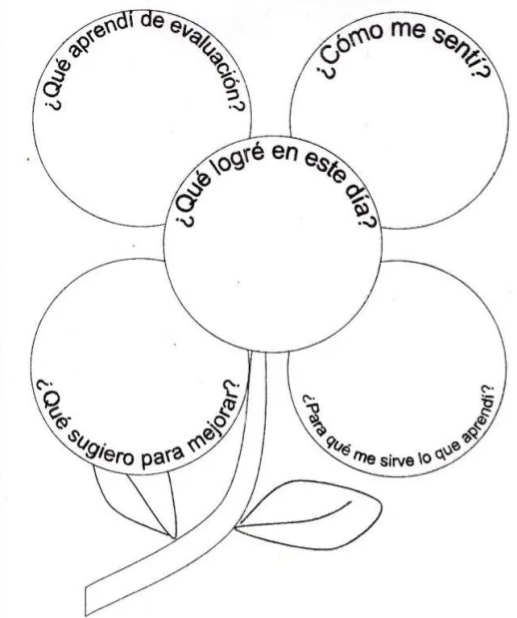 ¿Qué aprendí de evaluación?
¿Cómo me sentí?
¿Qué logré en este día?
¿Qué sugiero para mejorar?
¿Para qué me sirve lo que aprendí?